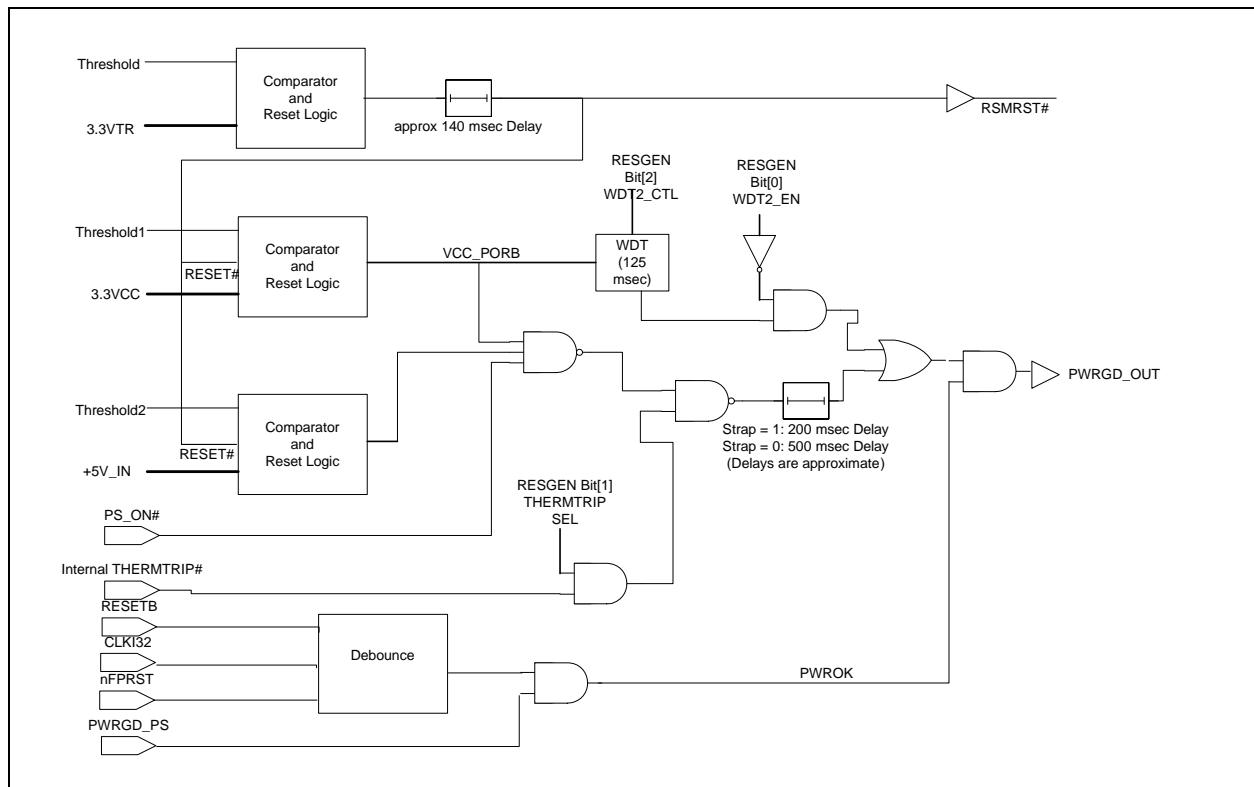 Threshold
3.3VTR
Comparator
and
Reset Logic
approx 140 msec Delay
RSMRST#
RESGEN
Bit[2]
WDT2_CTL
RESGEN
Bit[0]
WDT2_EN
Threshold1
RESET#
3.3VCC
Comparator
and
Reset Logic
VCC_PORB
WDT
(125
msec)
Threshold2
RESET#
+5V_IN
Comparator
and
Reset Logic
Strap = 1: 200 msec Delay
Strap = 0: 500 msec Delay
(Delays are approximate)
PWRGD_OUT
PS_ON#
RESGEN Bit[1]
THERMTRIP
SEL
Internal THERMTRIP#
RESETB
CLKI32
nFPRST
PWRGD_PS
Debounce
PWROK